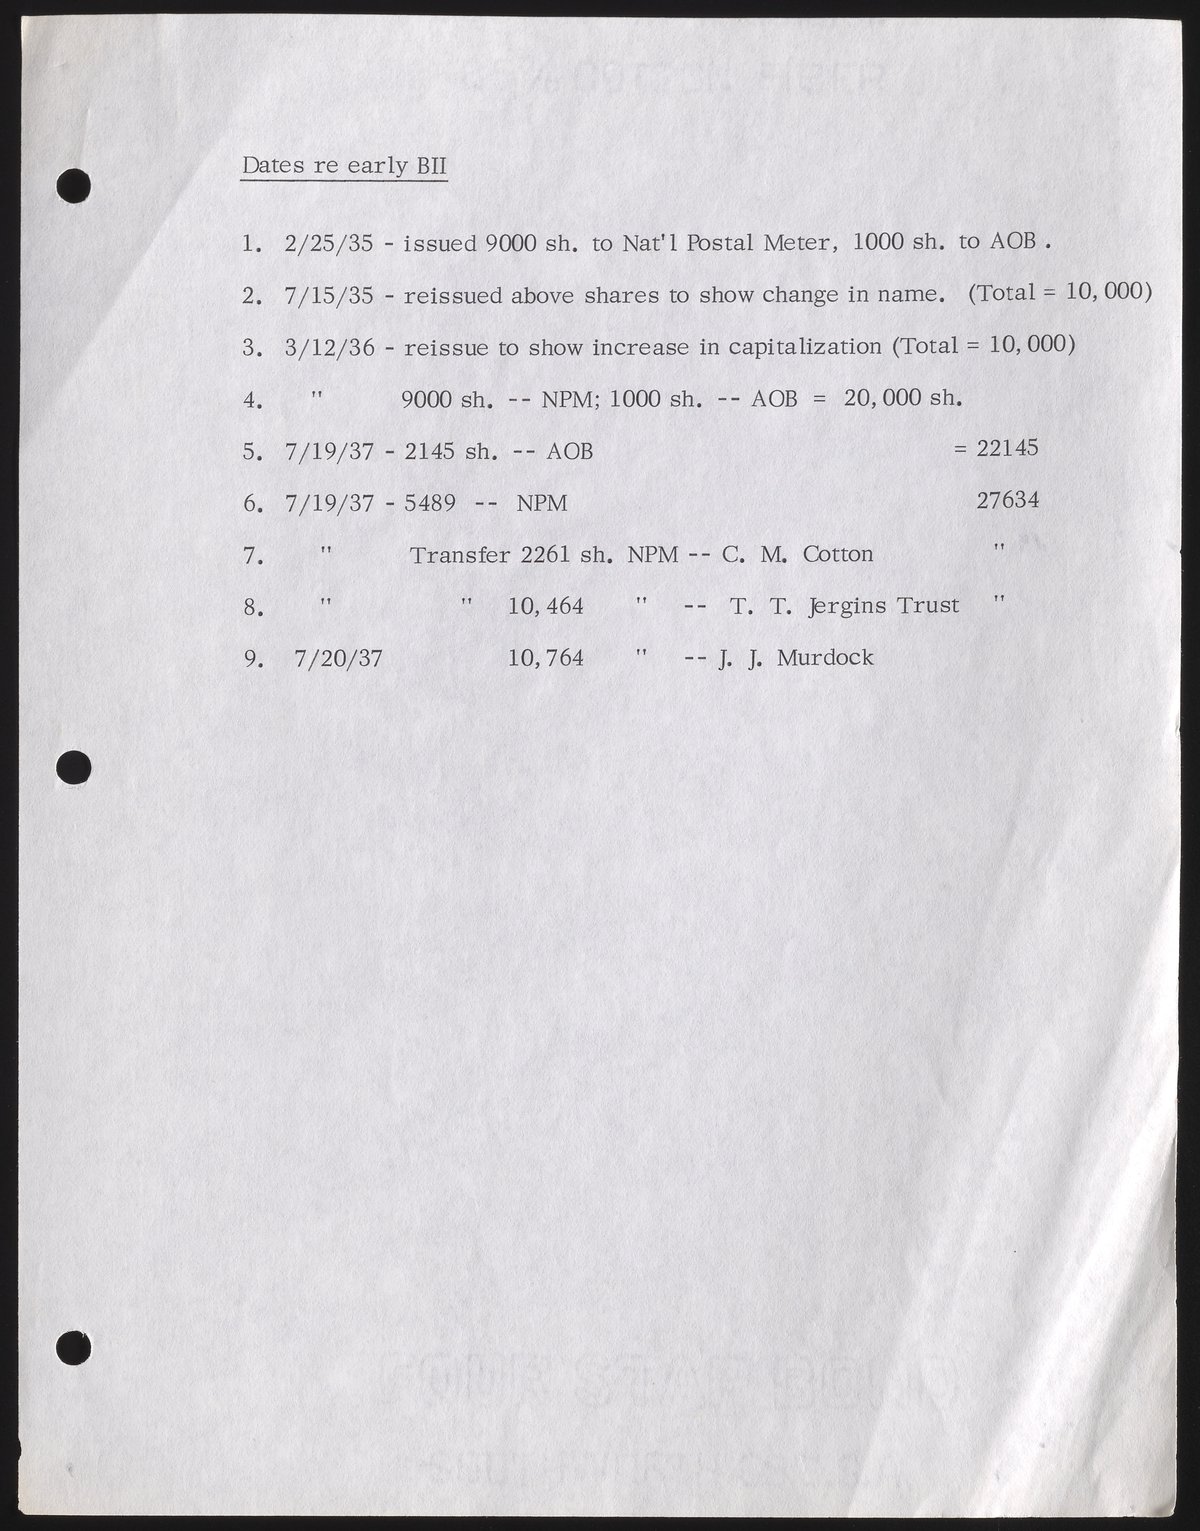 Dates re early BII
1. 2/25/35 - issued 9000 sh. to Nat'l Postal Meter, 1000 sh. to AOB .
2. 7/15/35 - reissued above shares to show change in name. (Total = 10,000)
3. 3/12/36 - reissue to show increase in capitalization (Total = 10,000)
4. " 9000 sh. -- NPM; 1000 sh. -- AOB = 20,000 sh.
5. 7/19/37 - 2145 sh. -- AOB = 22145
6. 7/19/37 - 5489 -- NPM 27634
7. " Transfer 2261 sh. NPM -- C. M. Cotton "
8. " " 10,464 " -- T. T. Jergins Trust "
9. 7/20/37 10,764 " -- J. J. Murdock